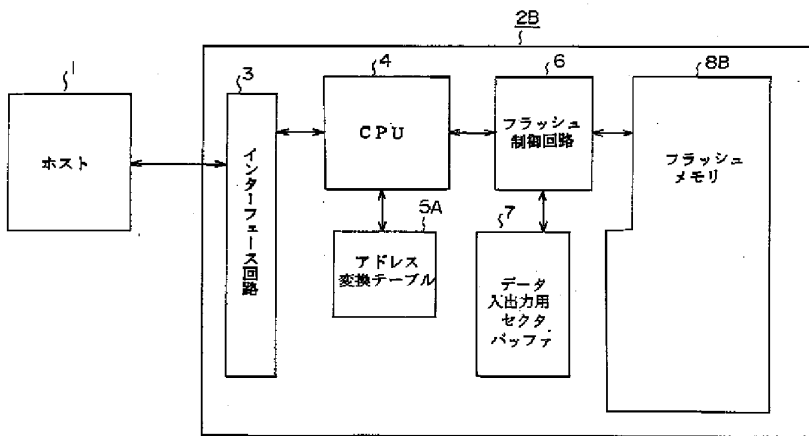 2B
1
ホスト
3
インターフェース回路
4
CPU
5A
アドレス
変換テーブル
6
フラッシュ
制御回路
7
データ
入出力用
セクタ
バッファ
8B
フラッシュ
メモリ